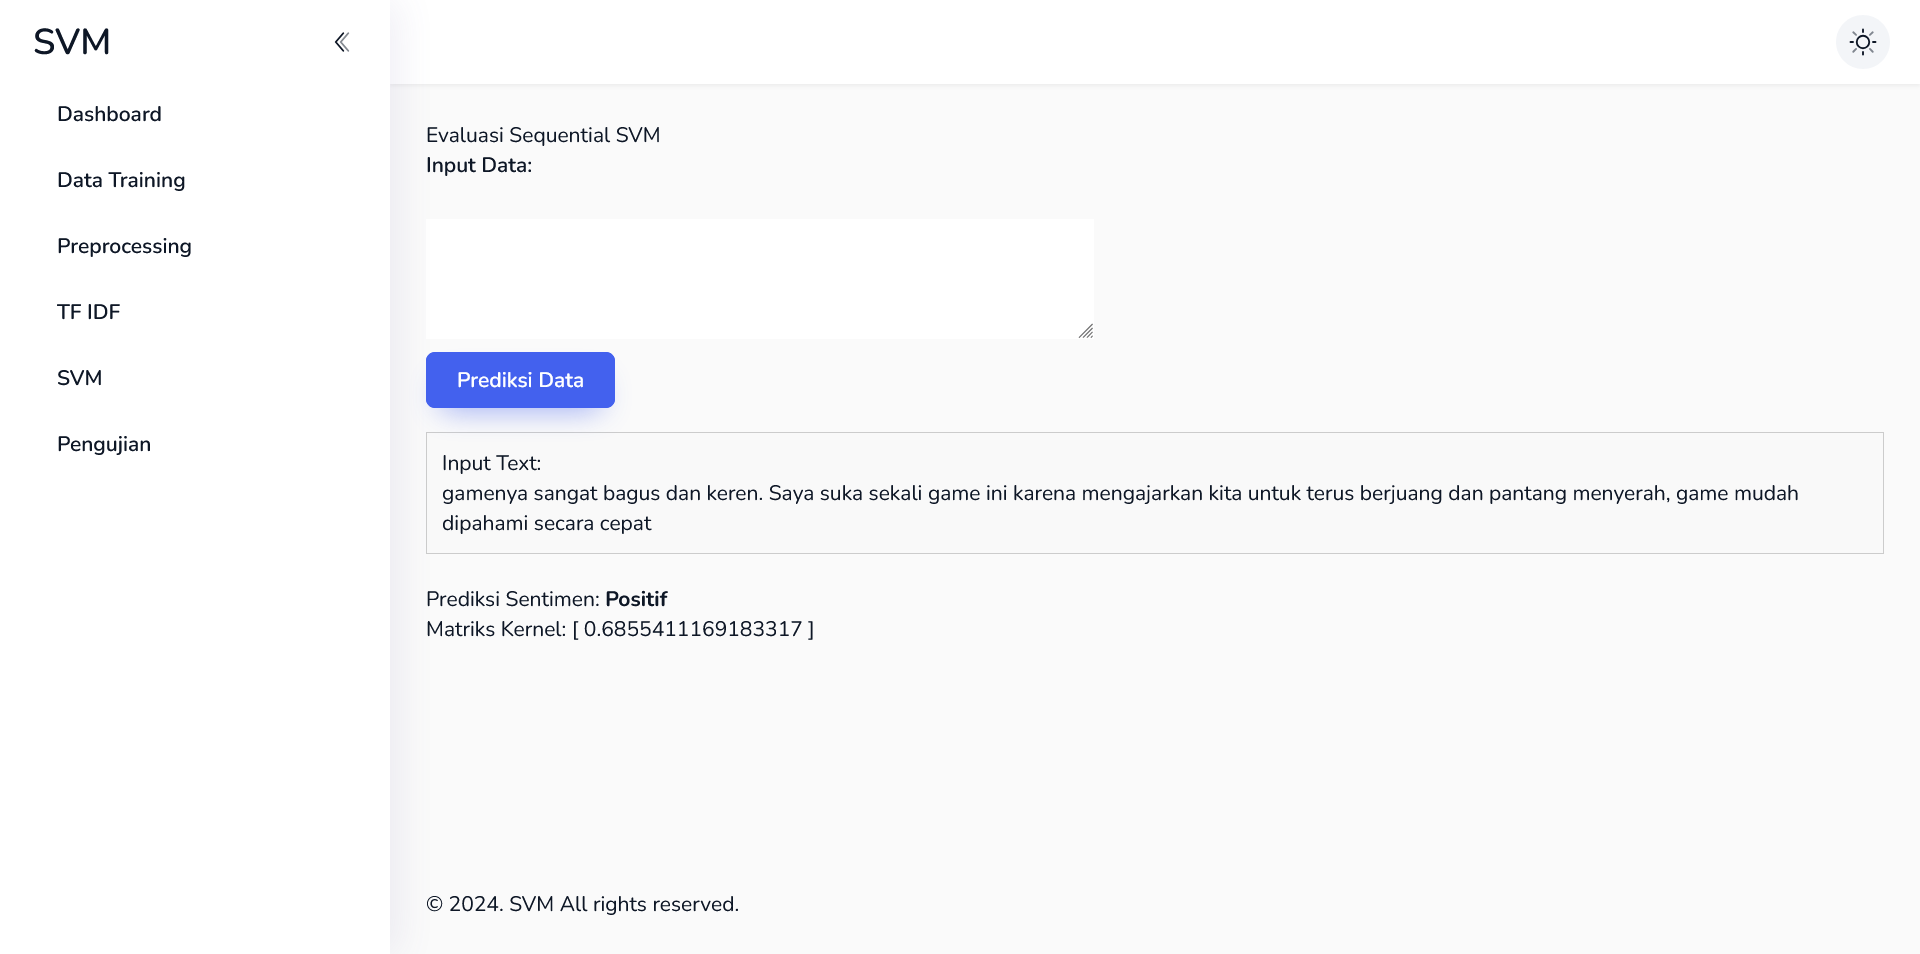 SVM
Dashboard
Data Training
Preprocessing
TF IDF
SVM
Pengujian
Evaluasi Sequential SVM
Input Data:
Prediksi Data
Input Text:
gamenya sangat bagus dan keren. Saya suka sekali game ini karena mengajarkan kita untuk terus berjuang dan pantang menyerah, game mudah
dipahami secara cepat
Prediksi Sentimen: Positif
Matriks Kernel: [ 0.6855411169183317 ]
© 2024. SVM All rights reserved.